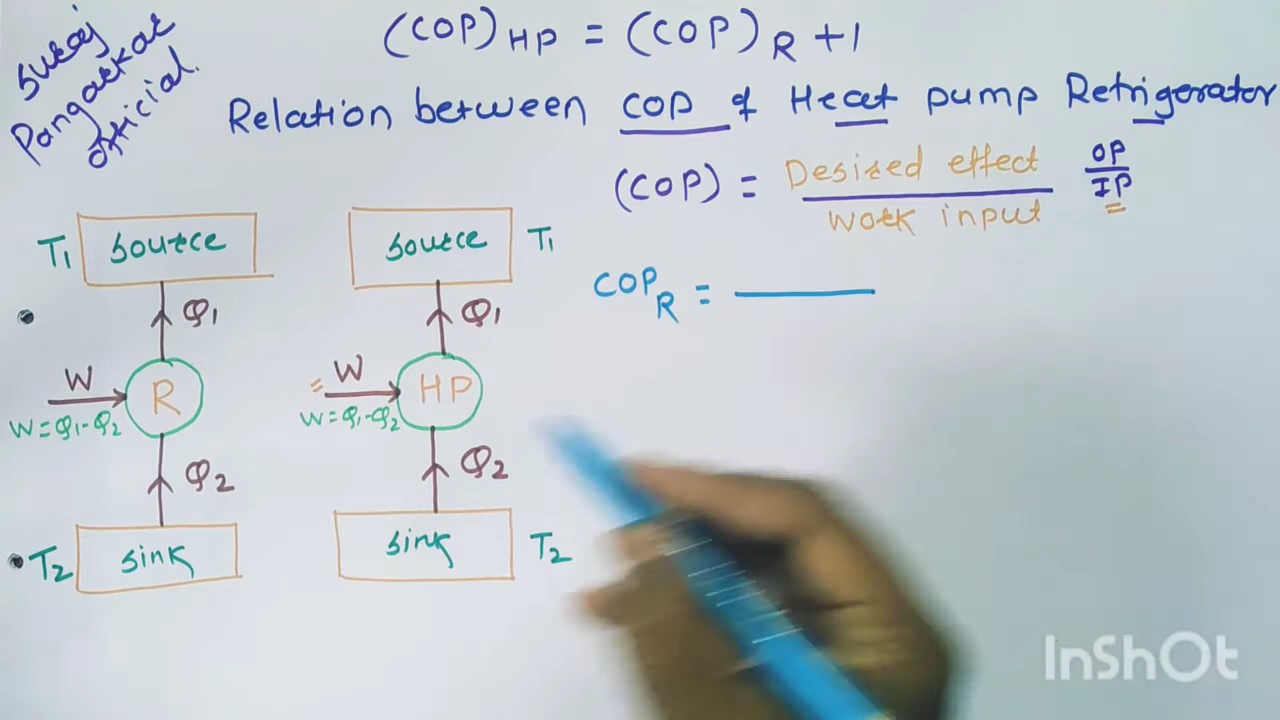 Suraj
Pangarkar
official.
(COP)HP = (COP)R +1
Relation between COP of Heat pump Refrigerator
(COP) = Desired effect / work input OP/IP
COPR =
T1 source
source T1
Q1
Q1
W
R
W
HP
W=Q1-Q2
W=Q1-Q2
Q2
Q2
T2 sink
sink T2
InShOt